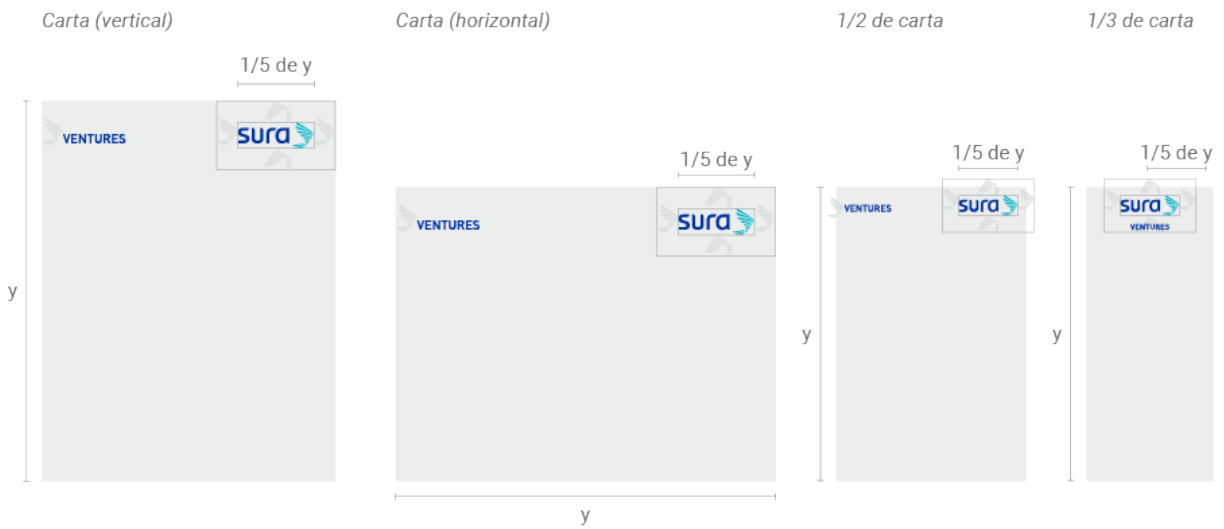 Carta (vertical)
Carta (horizontal)
1/2 de carta
1/3 de carta
1/5 de y
VENTURES
sura
y
1/5 de y
VENTURES
sura
y
1/5 de y
VENTURES
sura
y
1/5 de y
sura
VENTURES
y